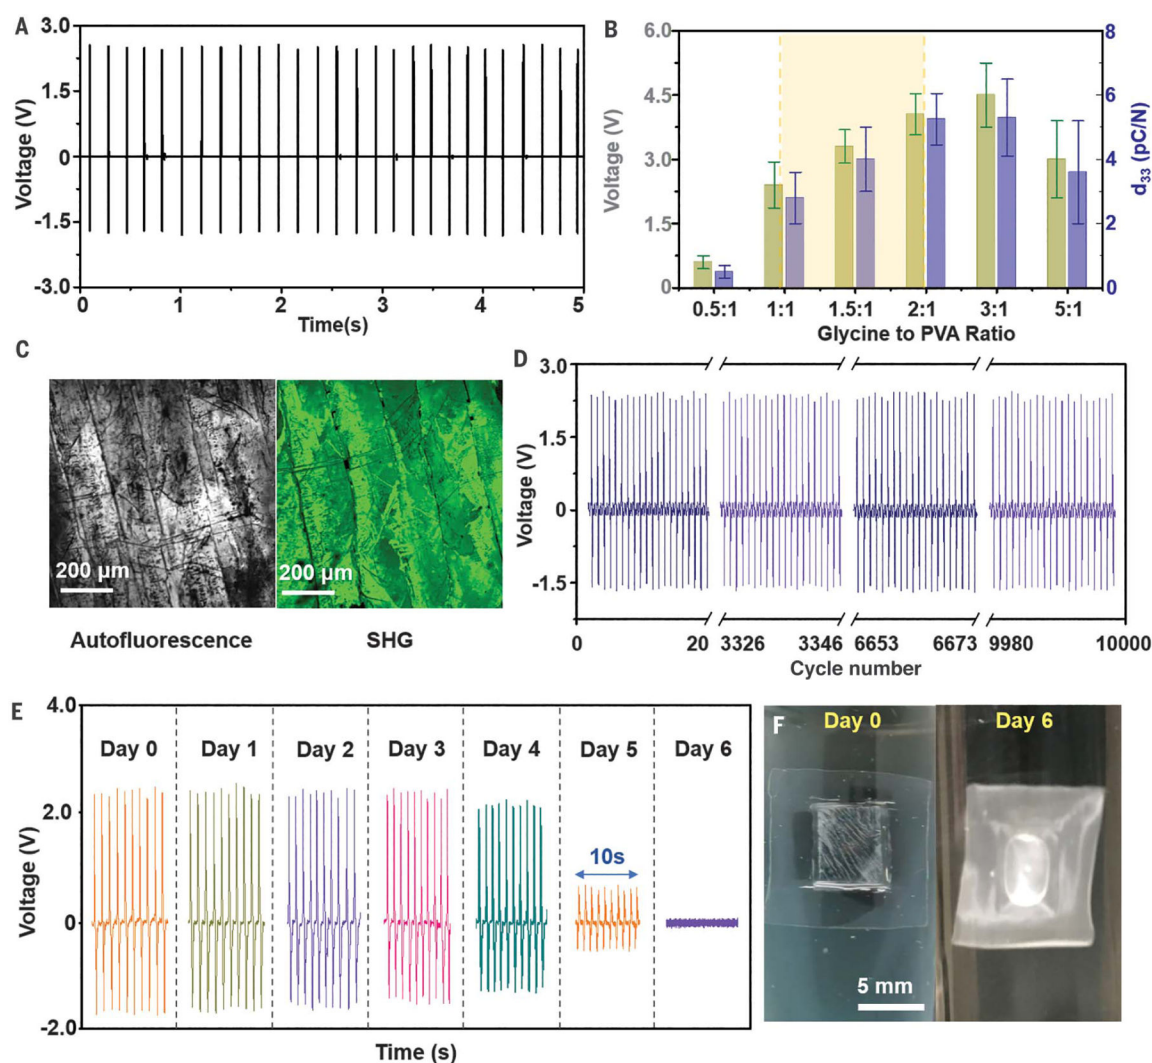 A
3.0
1.5
0
-1.5
-3.0
Voltage (V)
0 1 2 3 4 5
Time(s)
B
6.0
4.5
3.0
1.5
0
Voltage (V)
8
6
4
2
0
d33 (pC/N)
0.5:1 1:1 1.5:1 2:1 3:1 5:1
Glycine to PVA Ratio
C
200 µm
200 µm
Autofluorescence SHG
D
3.0
1.5
0
-1.5
Voltage (V)
0 20 3326 3346 6653 6673 9980 10000
Cycle number
E
4.0
2.0
0
-2.0
Voltage (V)
Day 0 Day 1 Day 2 Day 3 Day 4 Day 5 Day 6
10s
Time (s)
F
Day 0 Day 6
5 mm